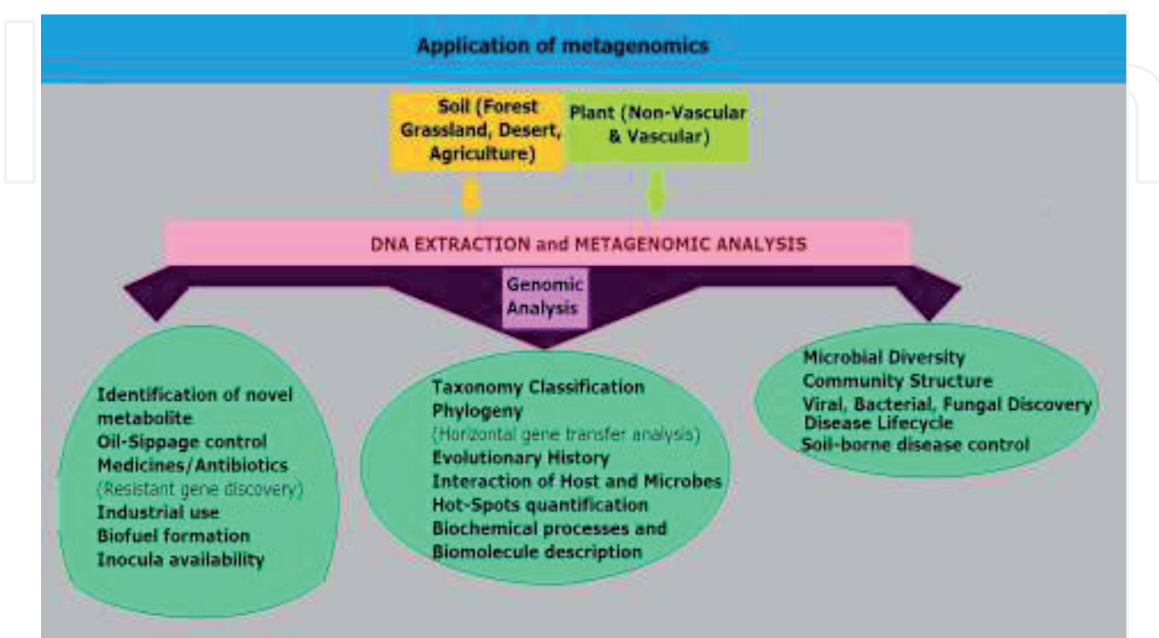 Application of metagenomics
Soil (Forest
Grassland, Desert,
Agriculture)
Plant (Non-Vascular
& Vascular)
DNA EXTRACTION and METAGENOMIC ANALYSIS
Genomic
Analysis
Identification of novel
metabolite
Oil-Sippage control
Medicines/Antibiotics
(Resistant gene discovery)
Industrial use
Biofuel formation
Inocula availability
Taxonomy Classification
Phylogeny
(Horizontal gene transfer analysis)
Evolutionary History
Interaction of Host and Microbes
Hot-Spots quantification
Biochemical processes and
Biomolecule description
Microbial Diversity
Community Structure
Viral, Bacterial, Fungal Discovery
Disease Lifecycle
Soil-borne disease control